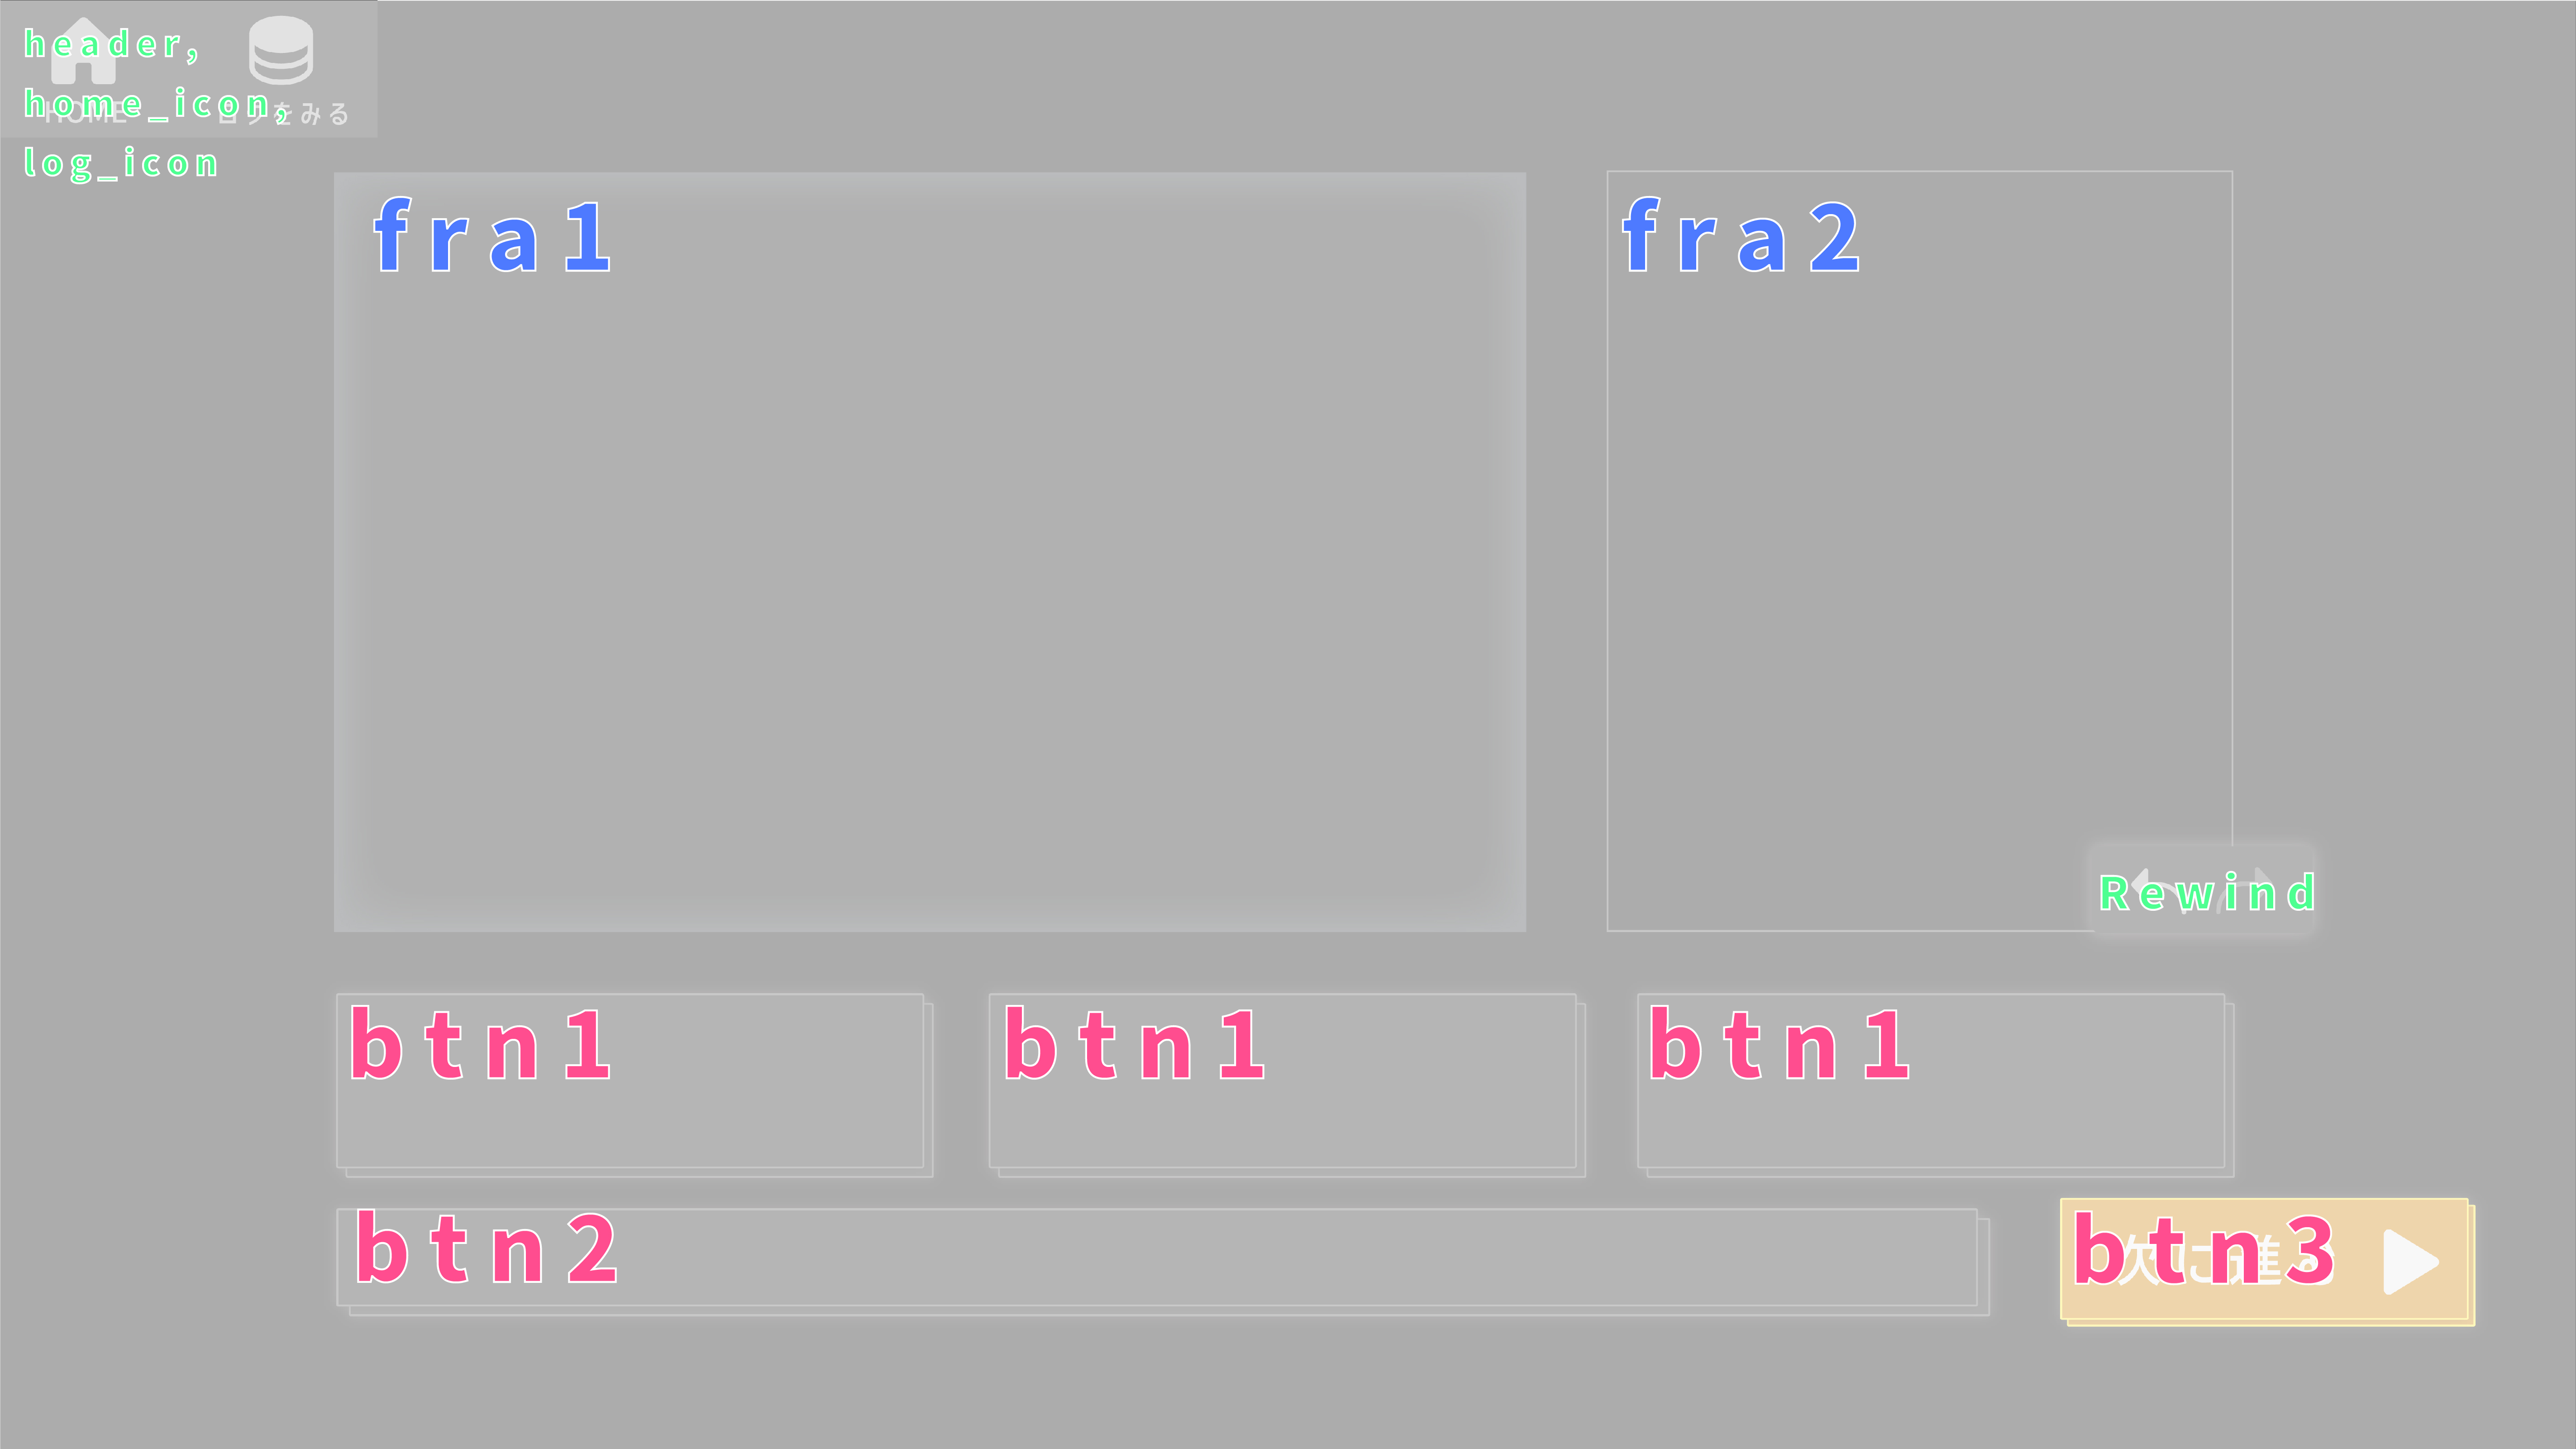 header,
home_icon,
log_icon
HOME
ログをみる
fra1
fra2
Rewind
btn1
btn1
btn1
btn2
btn3
次に進む